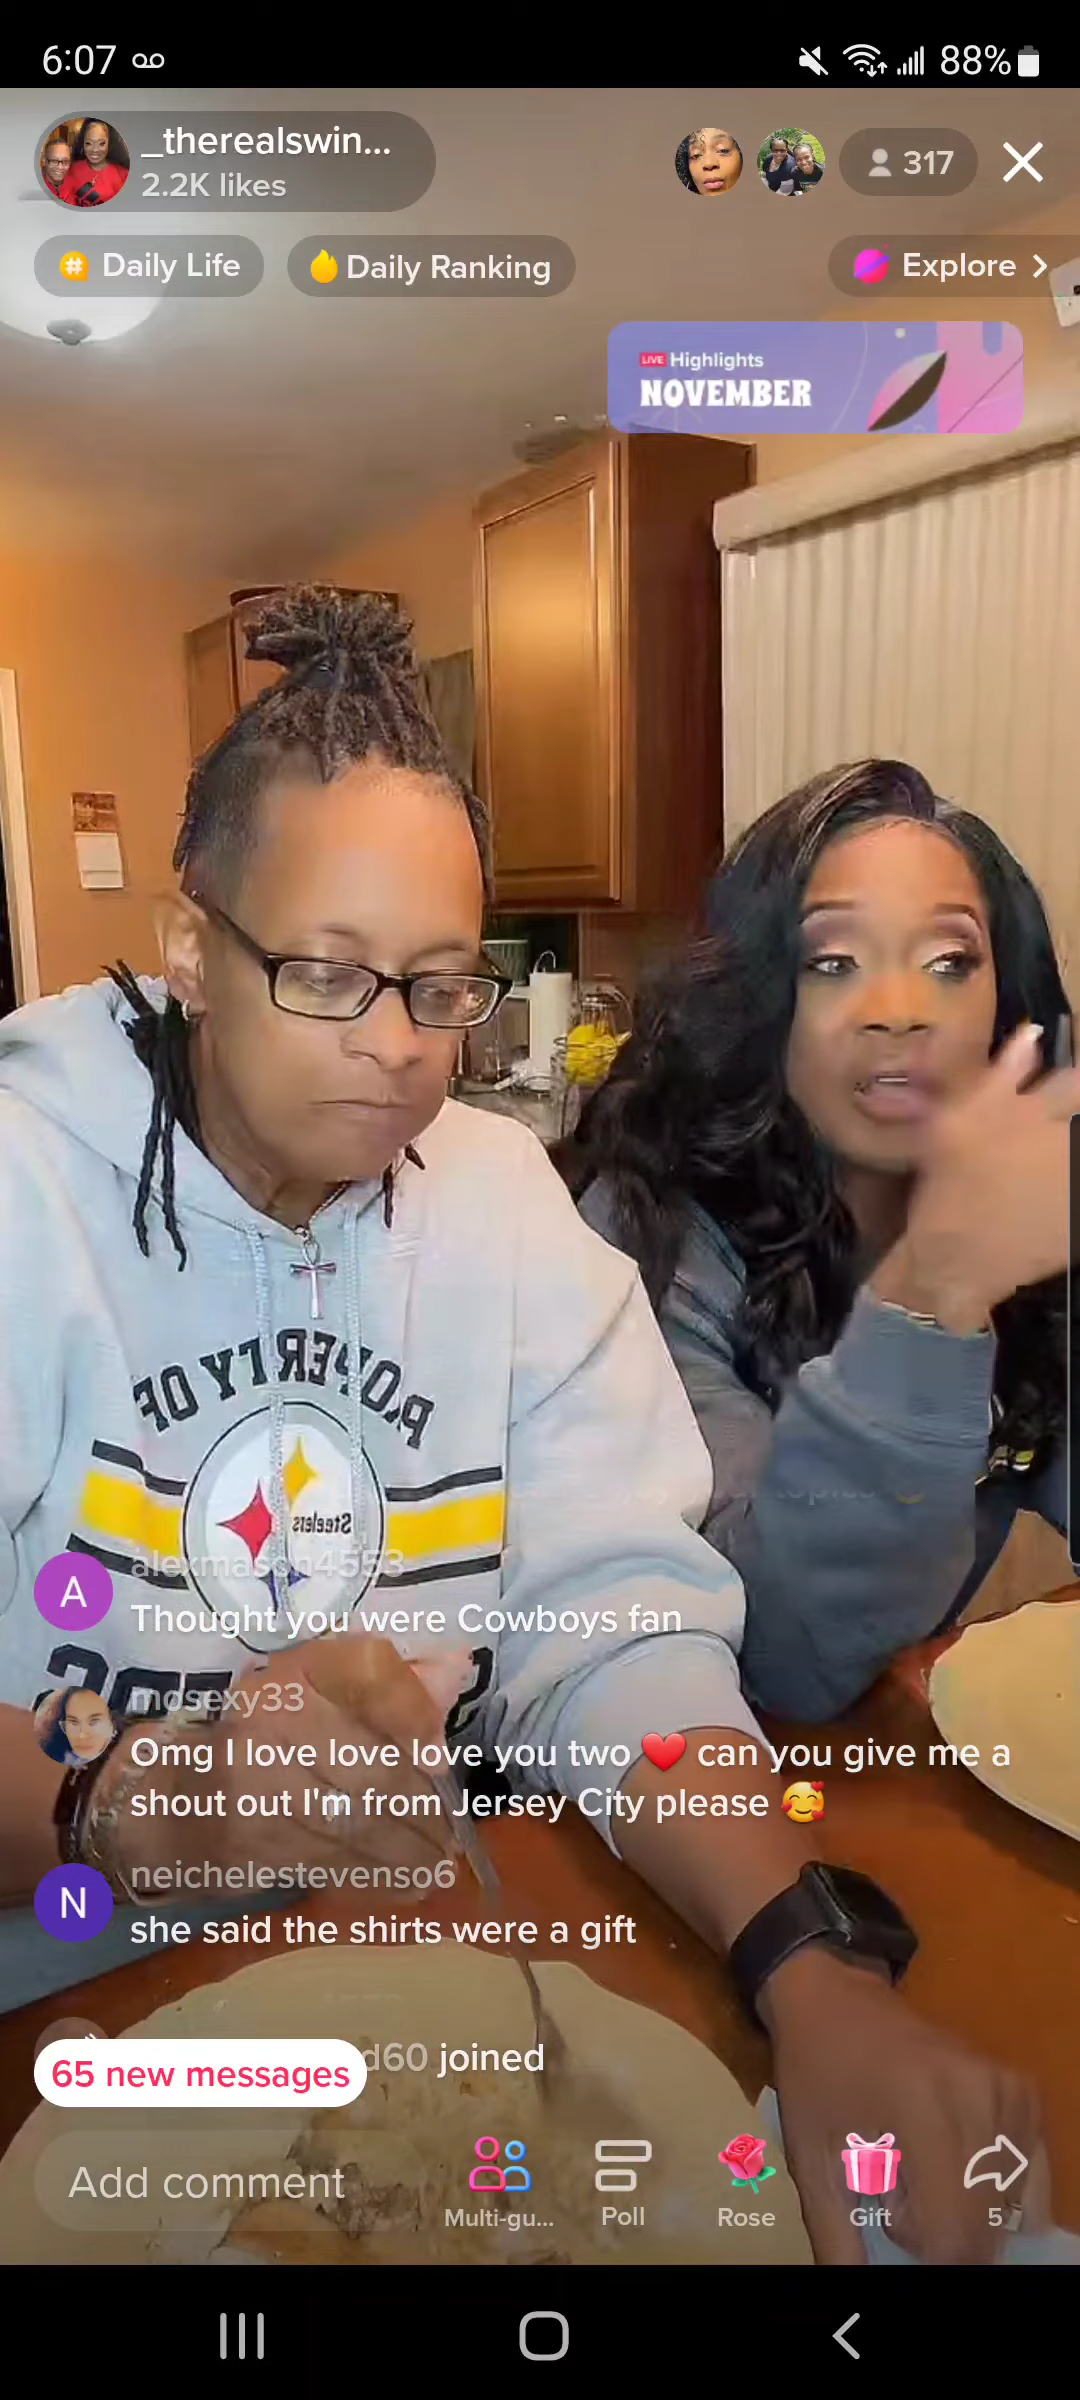 6:07
88%
_therealswin...
2.2K likes
317
Daily Life
Daily Ranking
Explore
LIVE Highlights
NOVEMBER
PROPERTY OF
Steelers
alexmason4553
A
Thought you were Cowboys fan
mosexy33
Omg I love love love you two ❤️ can you give me a
shout out I'm from Jersey City please 🥰
neichelestevenso6
N
she said the shirts were a gift
65 new messages
d60 joined
Add comment
Multi-gu...
Poll
Rose
Gift
5